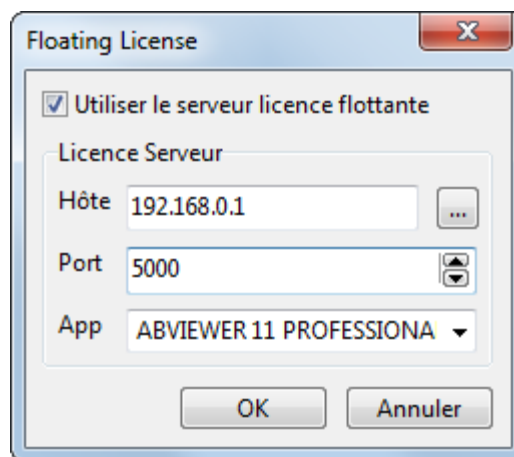 Floating License
Utiliser le serveur licence flottante
Licence Serveur
Hôte 192.168.0.1 ...
Port 5000
App ABVIEWER 11 PROFESSIONA
OK Annuler